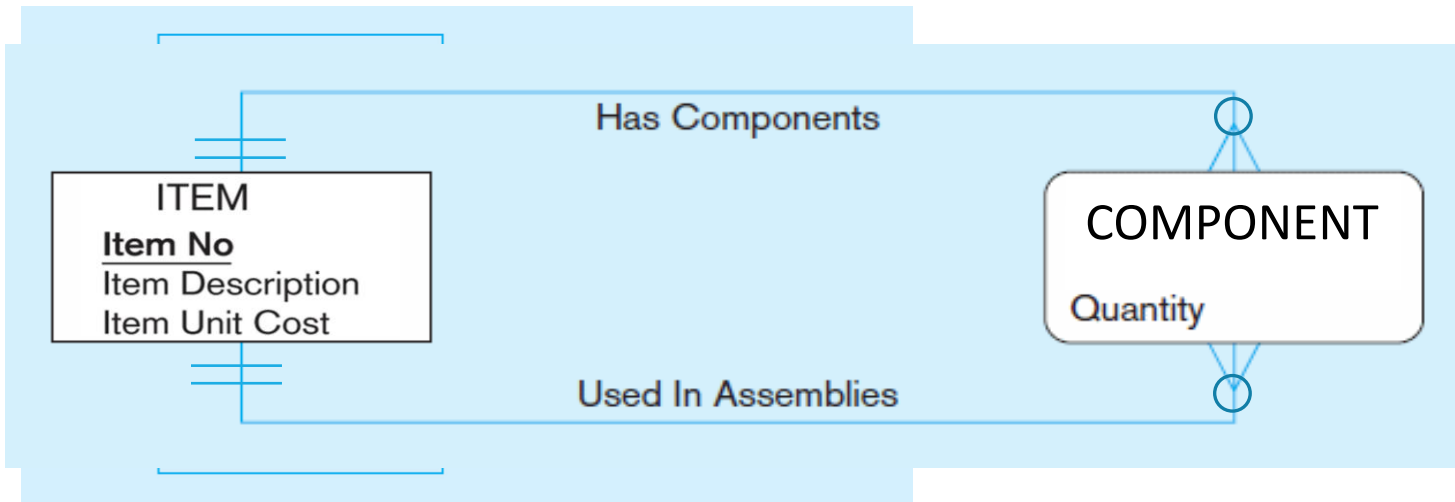 Has Components
ITEM
Item No
Item Description
Item Unit Cost
COMPONENT
Quantity
Used In Assemblies